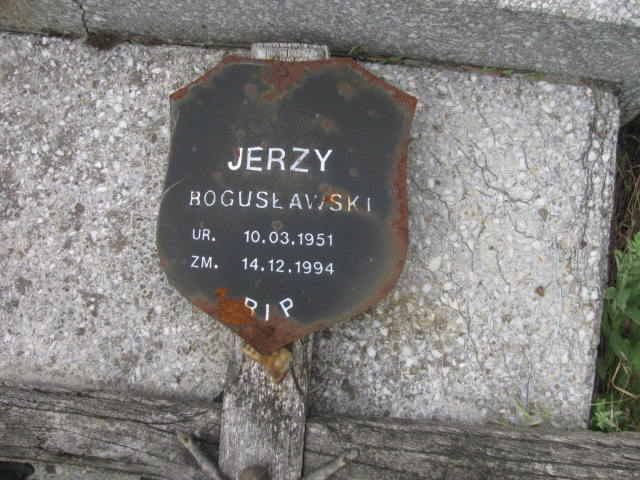 JERZY
BOGUSŁAWSKI
UR. 10.03.1951
ZM. 14.12.1994
RIP